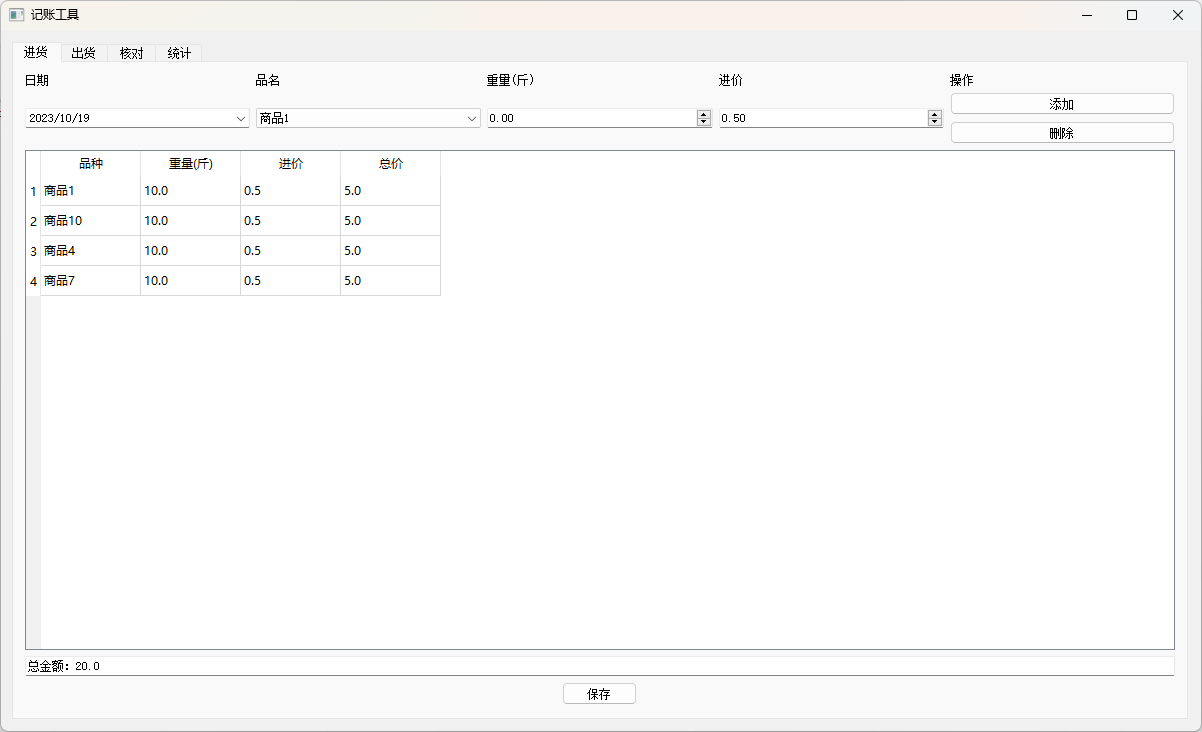 记账工具
进货 出货 核对 统计
日期 品名 重量(斤) 进价 操作
添加
2023/10/19 商品1 0.00 0.50
删除
品种 重量(斤) 进价 总价
1 商品1 10.0 0.5 5.0
2 商品10 10.0 0.5 5.0
3 商品4 10.0 0.5 5.0
4 商品7 10.0 0.5 5.0
总金额: 20.0
保存